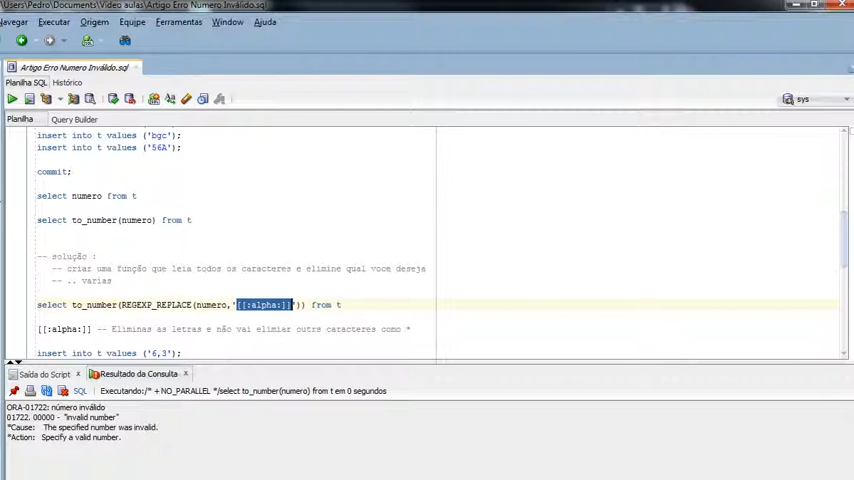 \Users\Pedro\Documents\Video aulas\Artigo Erro Numero Inválido.sql
Navegar Executar Origem Equipe Ferramentas Window Ajuda
Artigo Erro Numero Inválido.sql
Planilha SQL Histórico
sys
Planilha Query Builder
insert into t values ('bgc');
insert into t values ('56A');
commit;
select numero from t
select to_number(numero) from t
-- solução :
-- criar uma função que leia todos os caracteres e elimine qual voce deseja
-- .. varias
select to_number(REGEXP_REPLACE(numero,'[[:alpha:]]')) from t
[[:alpha:]] -- Eliminas as letras e não vai elimiar outrs caracteres como *
insert into t values ('6,3');
Saída do Script x Resultado da Consulta x
SQL Executando:/* + NO_PARALLEL */select to_number(numero) from t em 0 segundos
ORA-01722: número inválido
01722. 00000 - "invalid number"
*Cause: The specified number was invalid.
*Action: Specify a valid number.